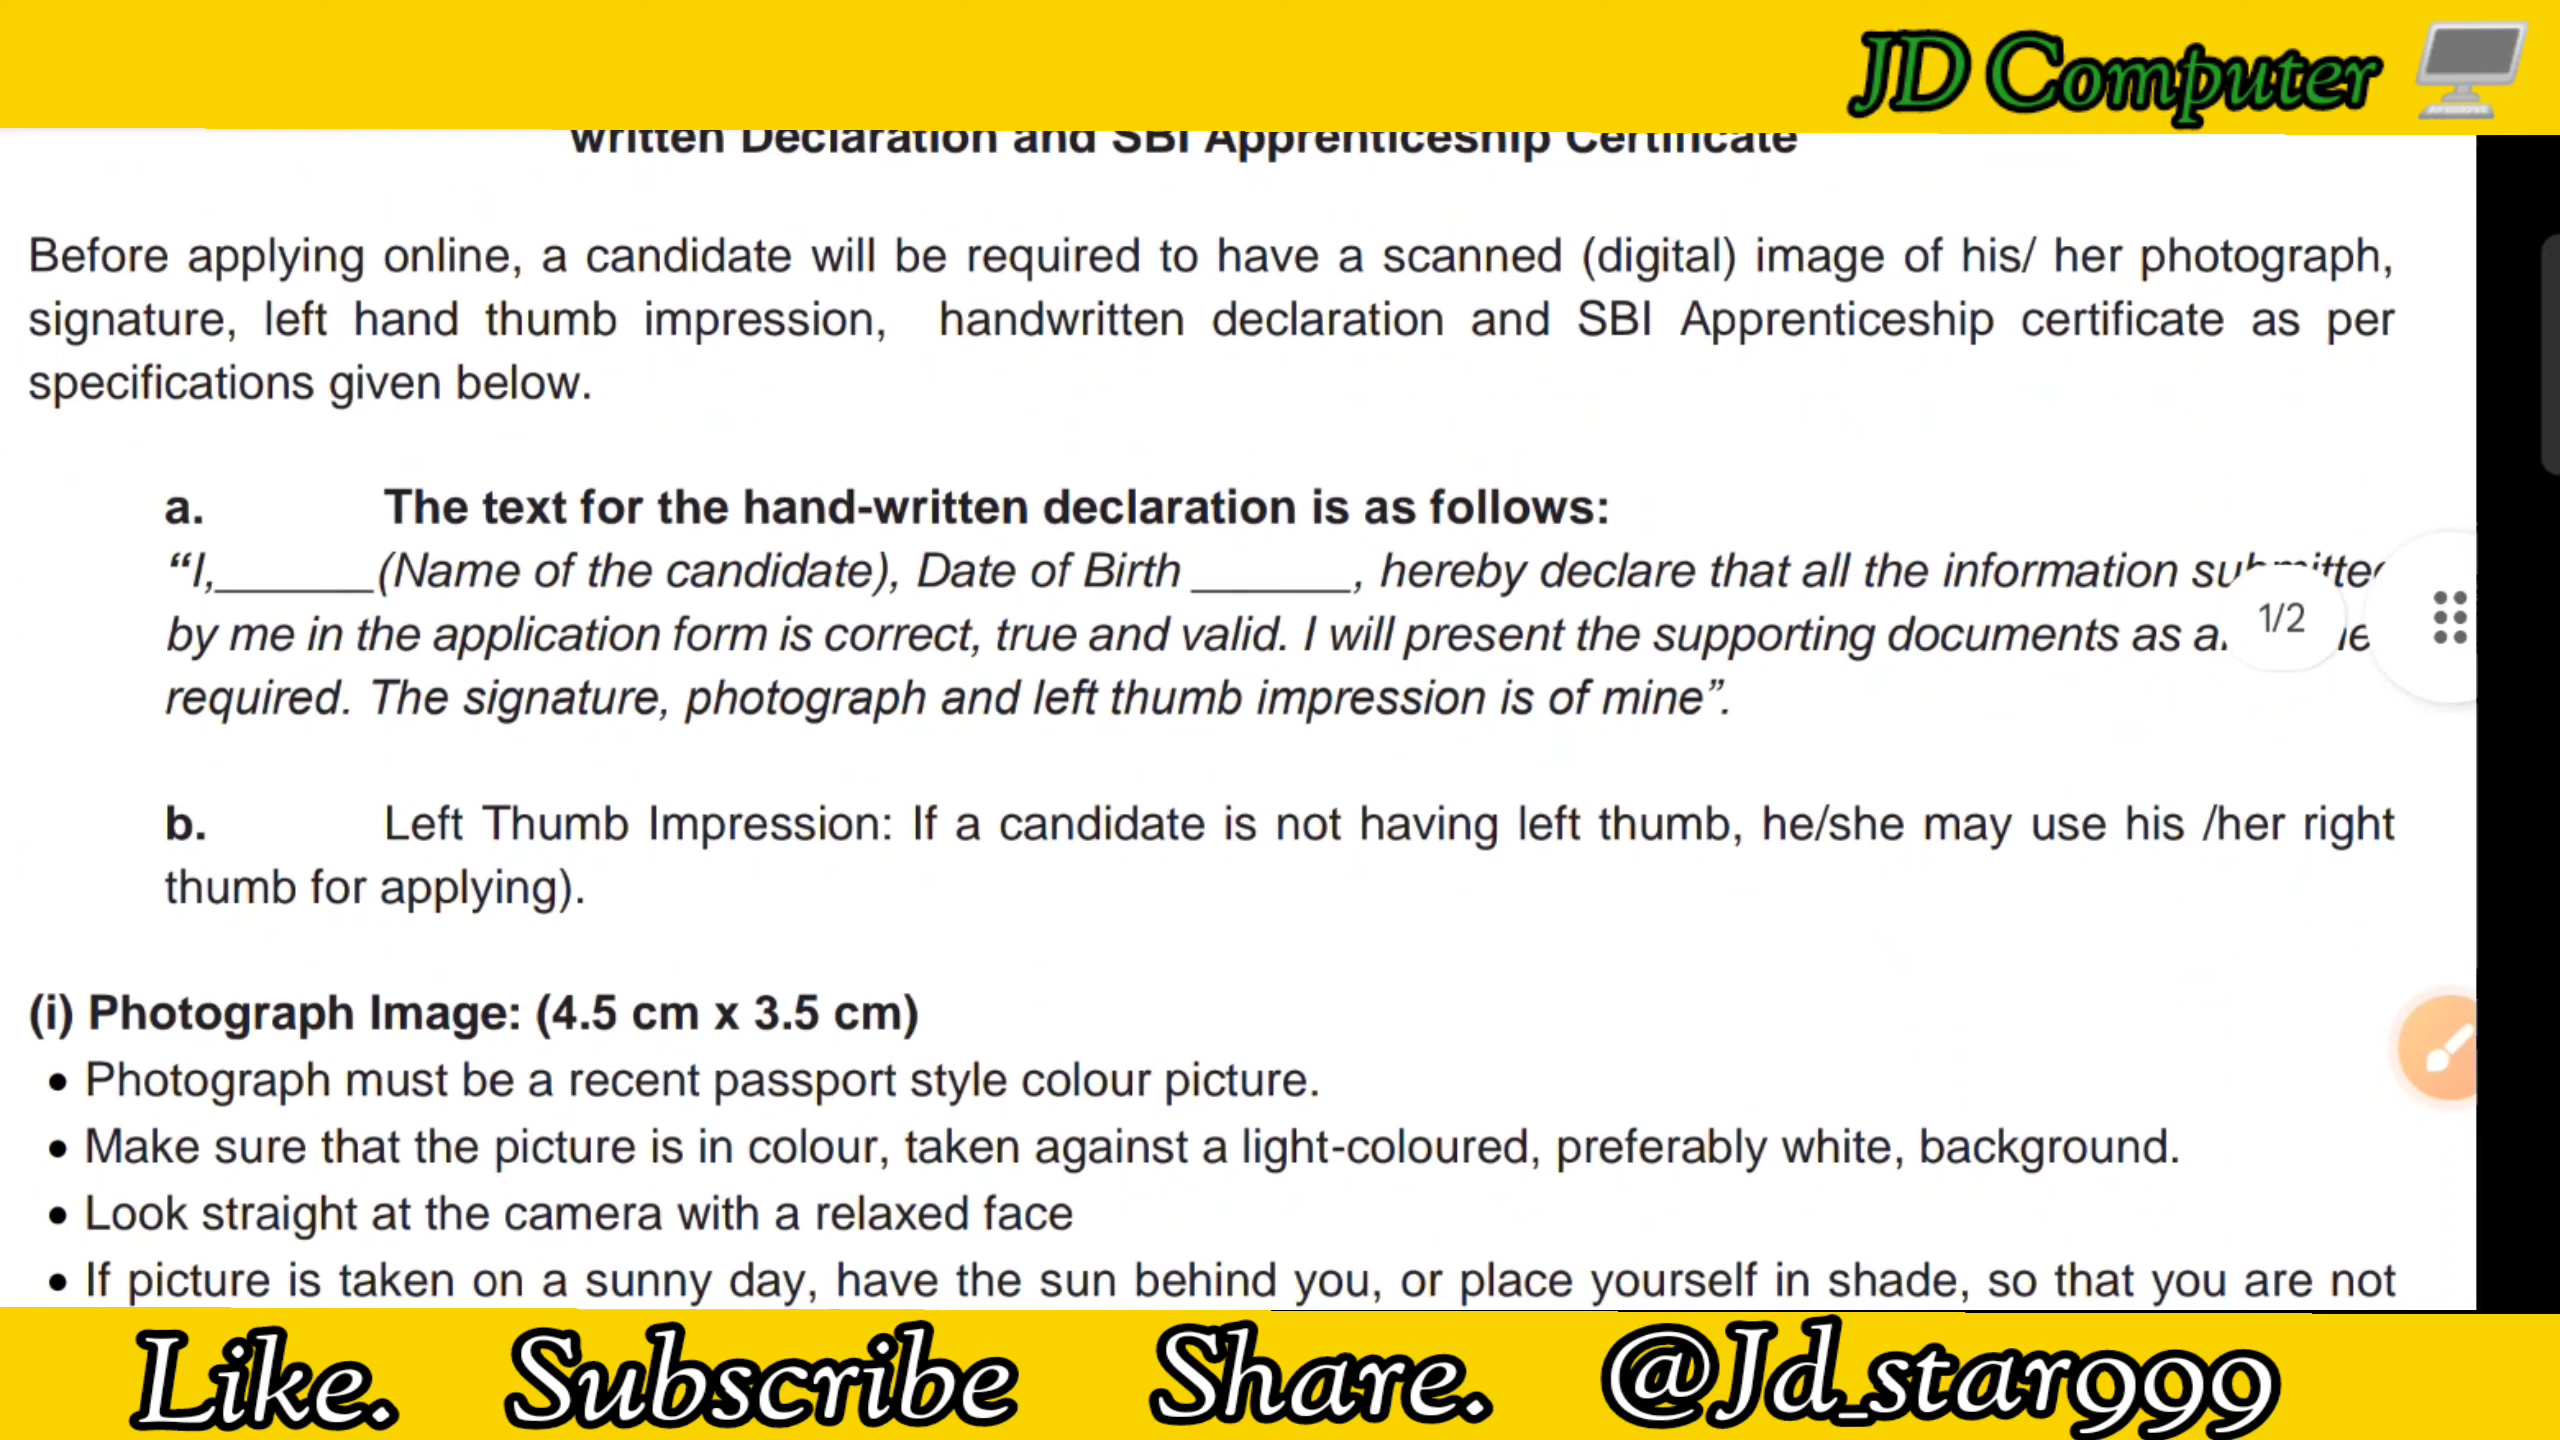 JD Computer
written Declaration and SBI Apprenticeship Certificate
Before applying online, a candidate will be required to have a scanned (digital) image of his/ her photograph,
signature, left hand thumb impression, handwritten declaration and SBI Apprenticeship certificate as per
specifications given below.
a. The text for the hand-written declaration is as follows:
“I,______(Name of the candidate), Date of Birth ______, hereby declare that all the information
by me in the application form is correct, true and valid. I will present the supporting documents as
1/2
required. The signature, photograph and left thumb impression is of mine”.
b. Left Thumb Impression: If a candidate is not having left thumb, he/she may use his /her right
thumb for applying).
(i) Photograph Image: (4.5 cm x 3.5 cm)
• Photograph must be a recent passport style colour picture.
• Make sure that the picture is in colour, taken against a light-coloured, preferably white, background.
• Look straight at the camera with a relaxed face
• If picture is taken on a sunny day, have the sun behind you, or place yourself in shade, so that you are not
Like. Subscribe Share. @Jd_star999